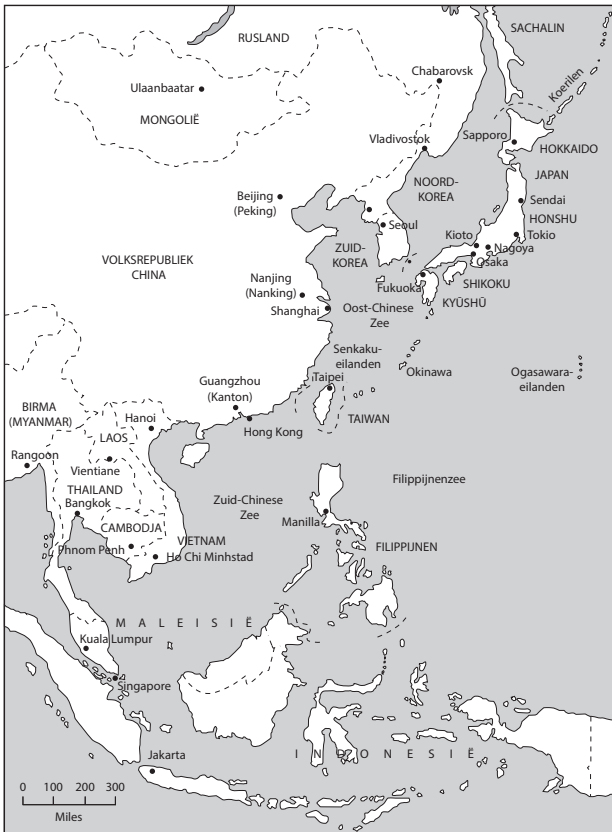 RUSLAND
SACHALIN
Chabarovsk
Koerilen
Ulaanbaatar
MONGOLIË
Vladivostok
Sapporo
HOKKAIDO
JAPAN
NOORD-
KOREA
Beijing
(Peking)
Sendai
HONSHU
Seoul
Kioto
Tokio
Nagoya
Osaka
ZUID-
KOREA
VOLKSREPUBLIEK
CHINA
Nanjing
(Nanking)
Fukuoka
SHIKOKU
KYŪSHŪ
Shanghai
Oost-Chinese
Zee
Senkaku-
eilanden
Okinawa
Ogasawara-
eilanden
Guangzhou
(Kanton)
Taipei
BIRMA
(MYANMAR)
Hanoi
TAIWAN
Hong Kong
LAOS
Rangoon
Vientiane
THAILAND
Bangkok
Zuid-Chinese
Zee
Filippijnenzee
Manilla
CAMBODJA
VIETNAM
Phnom Penh
Ho Chi Minhstad
FILIPPIJNEN
MALEISIË
Kuala Lumpur
Singapore
INDONESIË
Jakarta
0 100 200 300
Miles